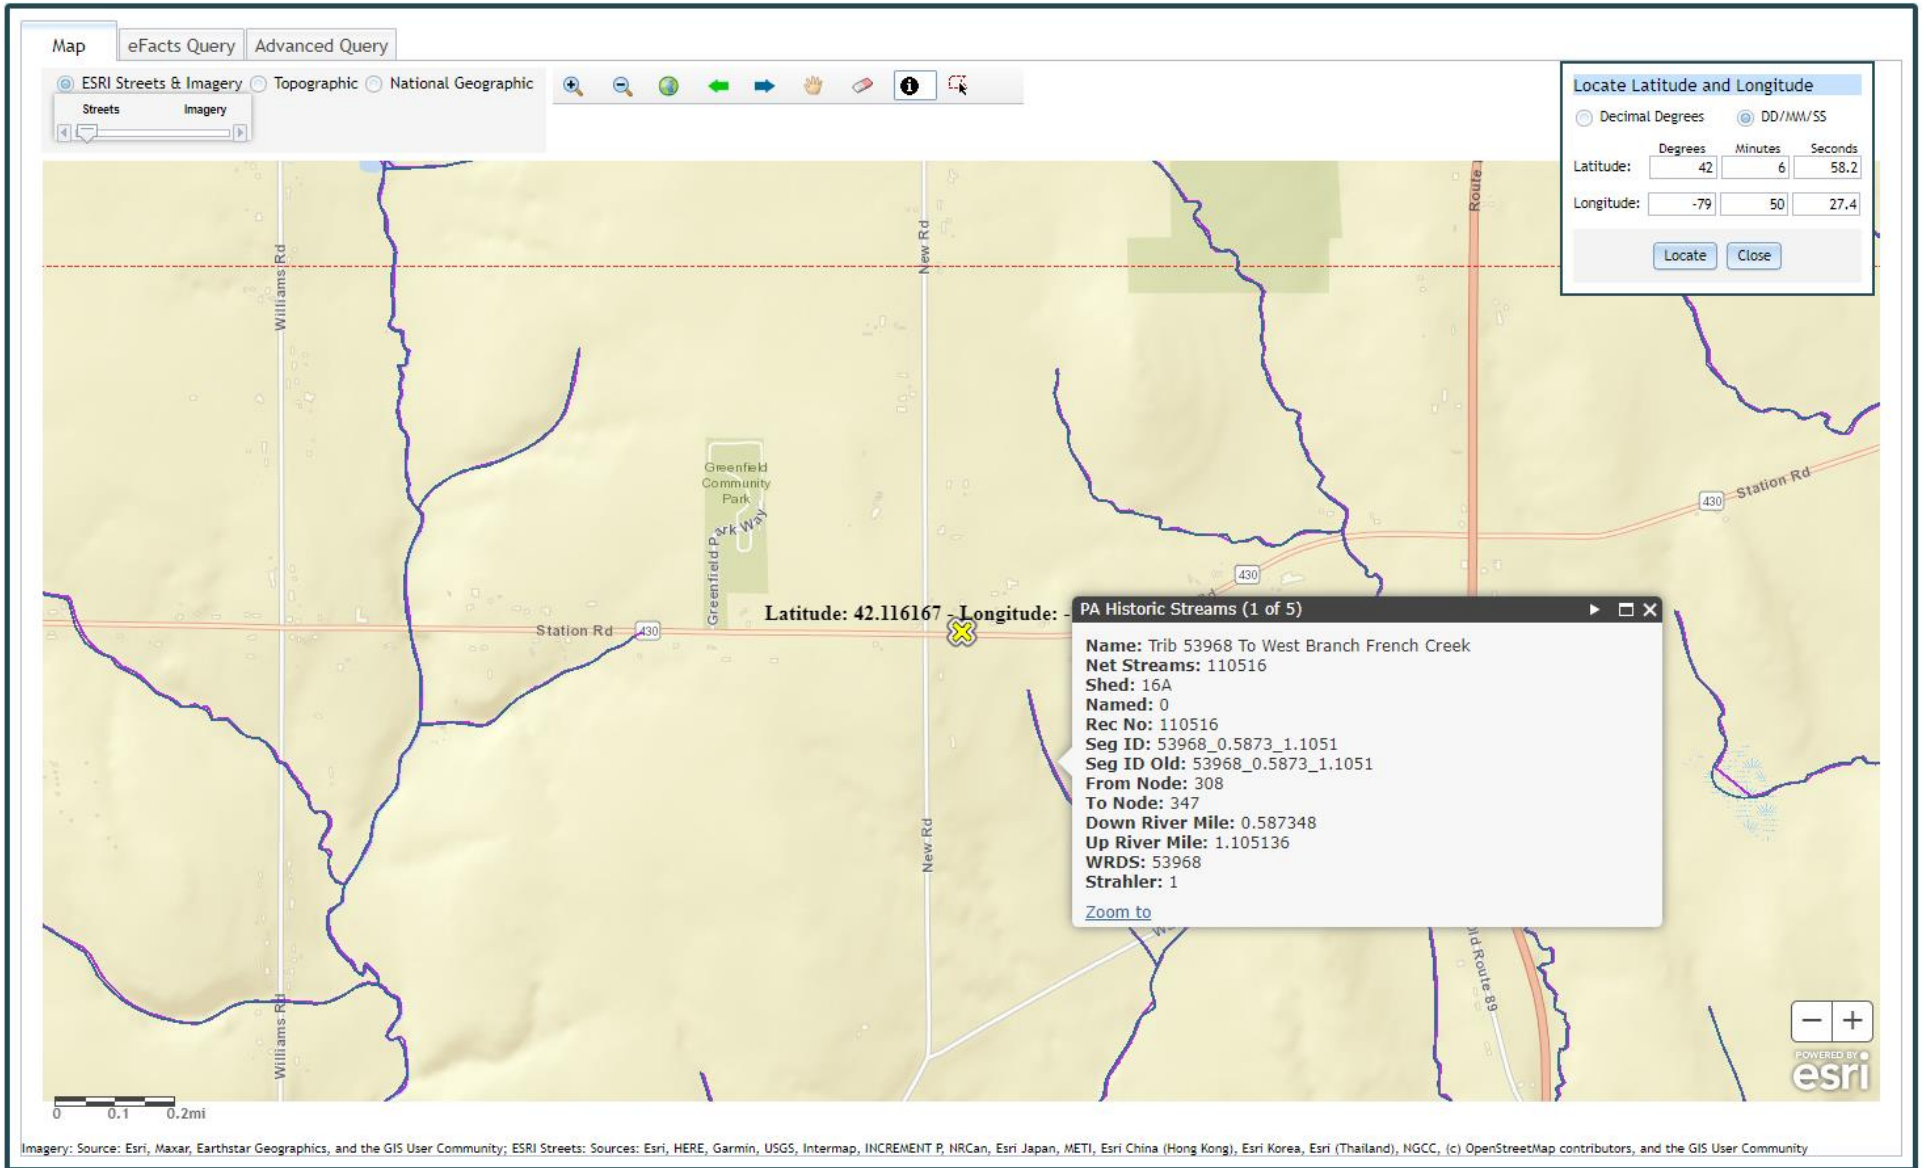 Map eFacts Query Advanced Query
ESRI Streets & Imagery Topographic National Geographic
Streets Imagery
Locate Latitude and Longitude
Decimal Degrees DD/MM/SS
Degrees Minutes Seconds
Latitude: 42 6 58.2
Longitude: -79 50 27.4
Locate Close
Williams Rd
New Rd
Route
Greenfield
Community
Park
Greenfield Park Way
430
Station Rd
430
Latitude: 42.116167 - Longitude: -
Station Rd
430
PA Historic Streams (1 of 5)
Name: Trib 53968 To West Branch French Creek
Net Streams: 110516
Shed: 16A
Named: 0
Rec No: 110516
Seg ID: 53968_0.5873_1.1051
Seg ID Old: 53968_0.5873_1.1051
From Node: 308
To Node: 347
Down River Mile: 0.587348
Up River Mile: 1.105136
WRDS: 53968
Strahler: 1
Zoom to
New Rd
ld Route 89
Williams Rd
POWERED BY
esri
0 0.1 0.2mi
Imagery: Source: Esri, Maxar, Earthstar Geographics, and the GIS User Community; ESRI Streets: Sources: Esri, HERE, Garmin, USGS, Intermap, INCREMENT P, NRCan, Esri Japan, METI, Esri China (Hong Kong), Esri Korea, Esri (Thailand), NGCC, (c) OpenStreetMap contributors, and the GIS User Community